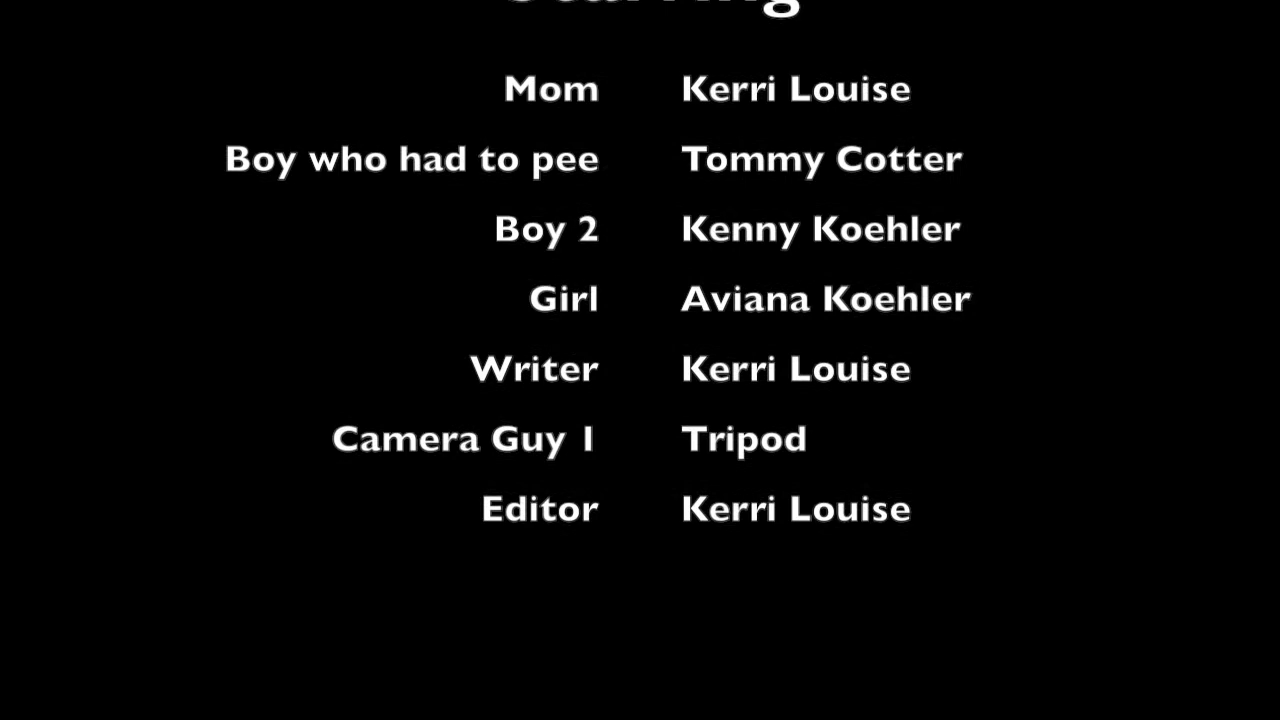 Starring
Mom Kerri Louise
Boy who had to pee Tommy Cotter
Boy 2 Kenny Koehler
Girl Aviana Koehler
Writer Kerri Louise
Camera Guy 1 Tripod
Editor Kerri Louise